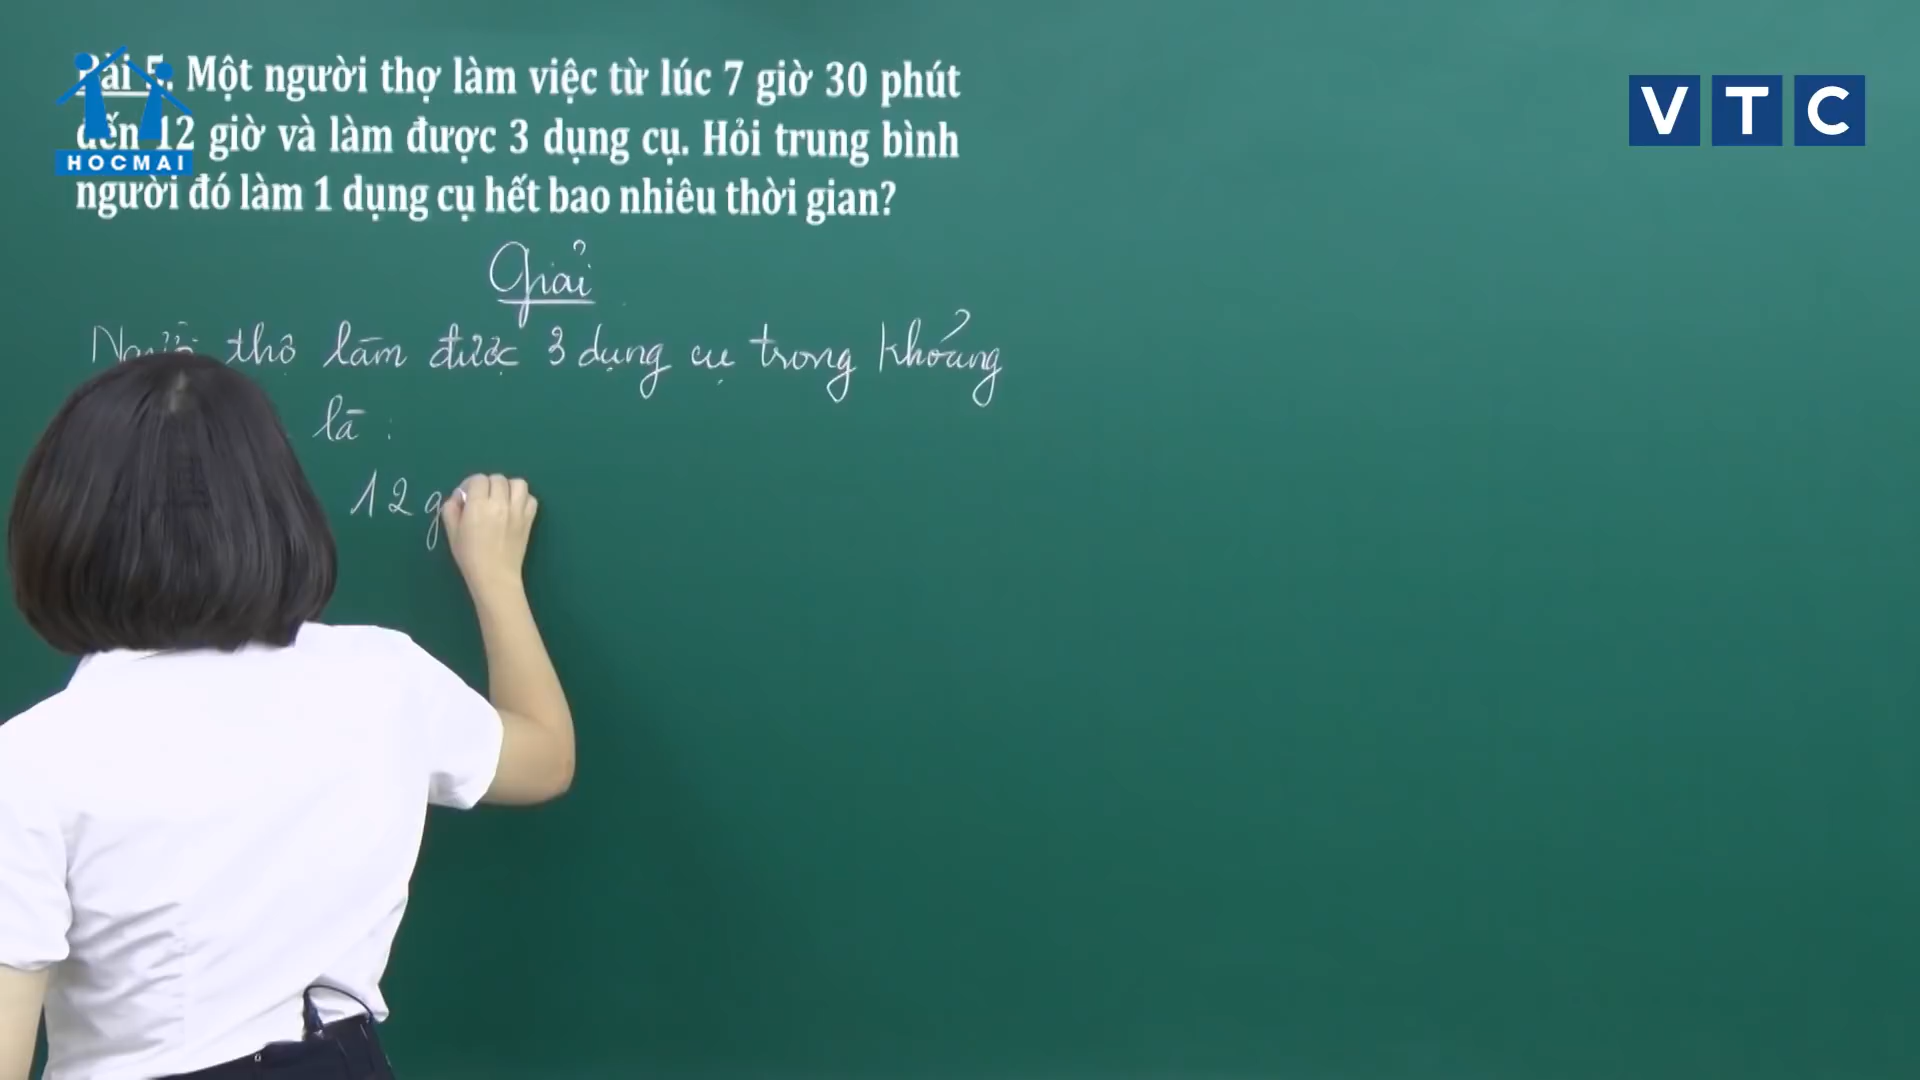 Bài 5. Một người thợ làm việc từ lúc 7 giờ 30 phút
đến 12 giờ và làm được 3 dụng cụ. Hỏi trung bình
người đó làm 1 dụng cụ hết bao nhiêu thời gian?
HOCMAI
VTC
Giải
Người thợ làm được 3 dụng cụ trong khoảng
là :
12 g